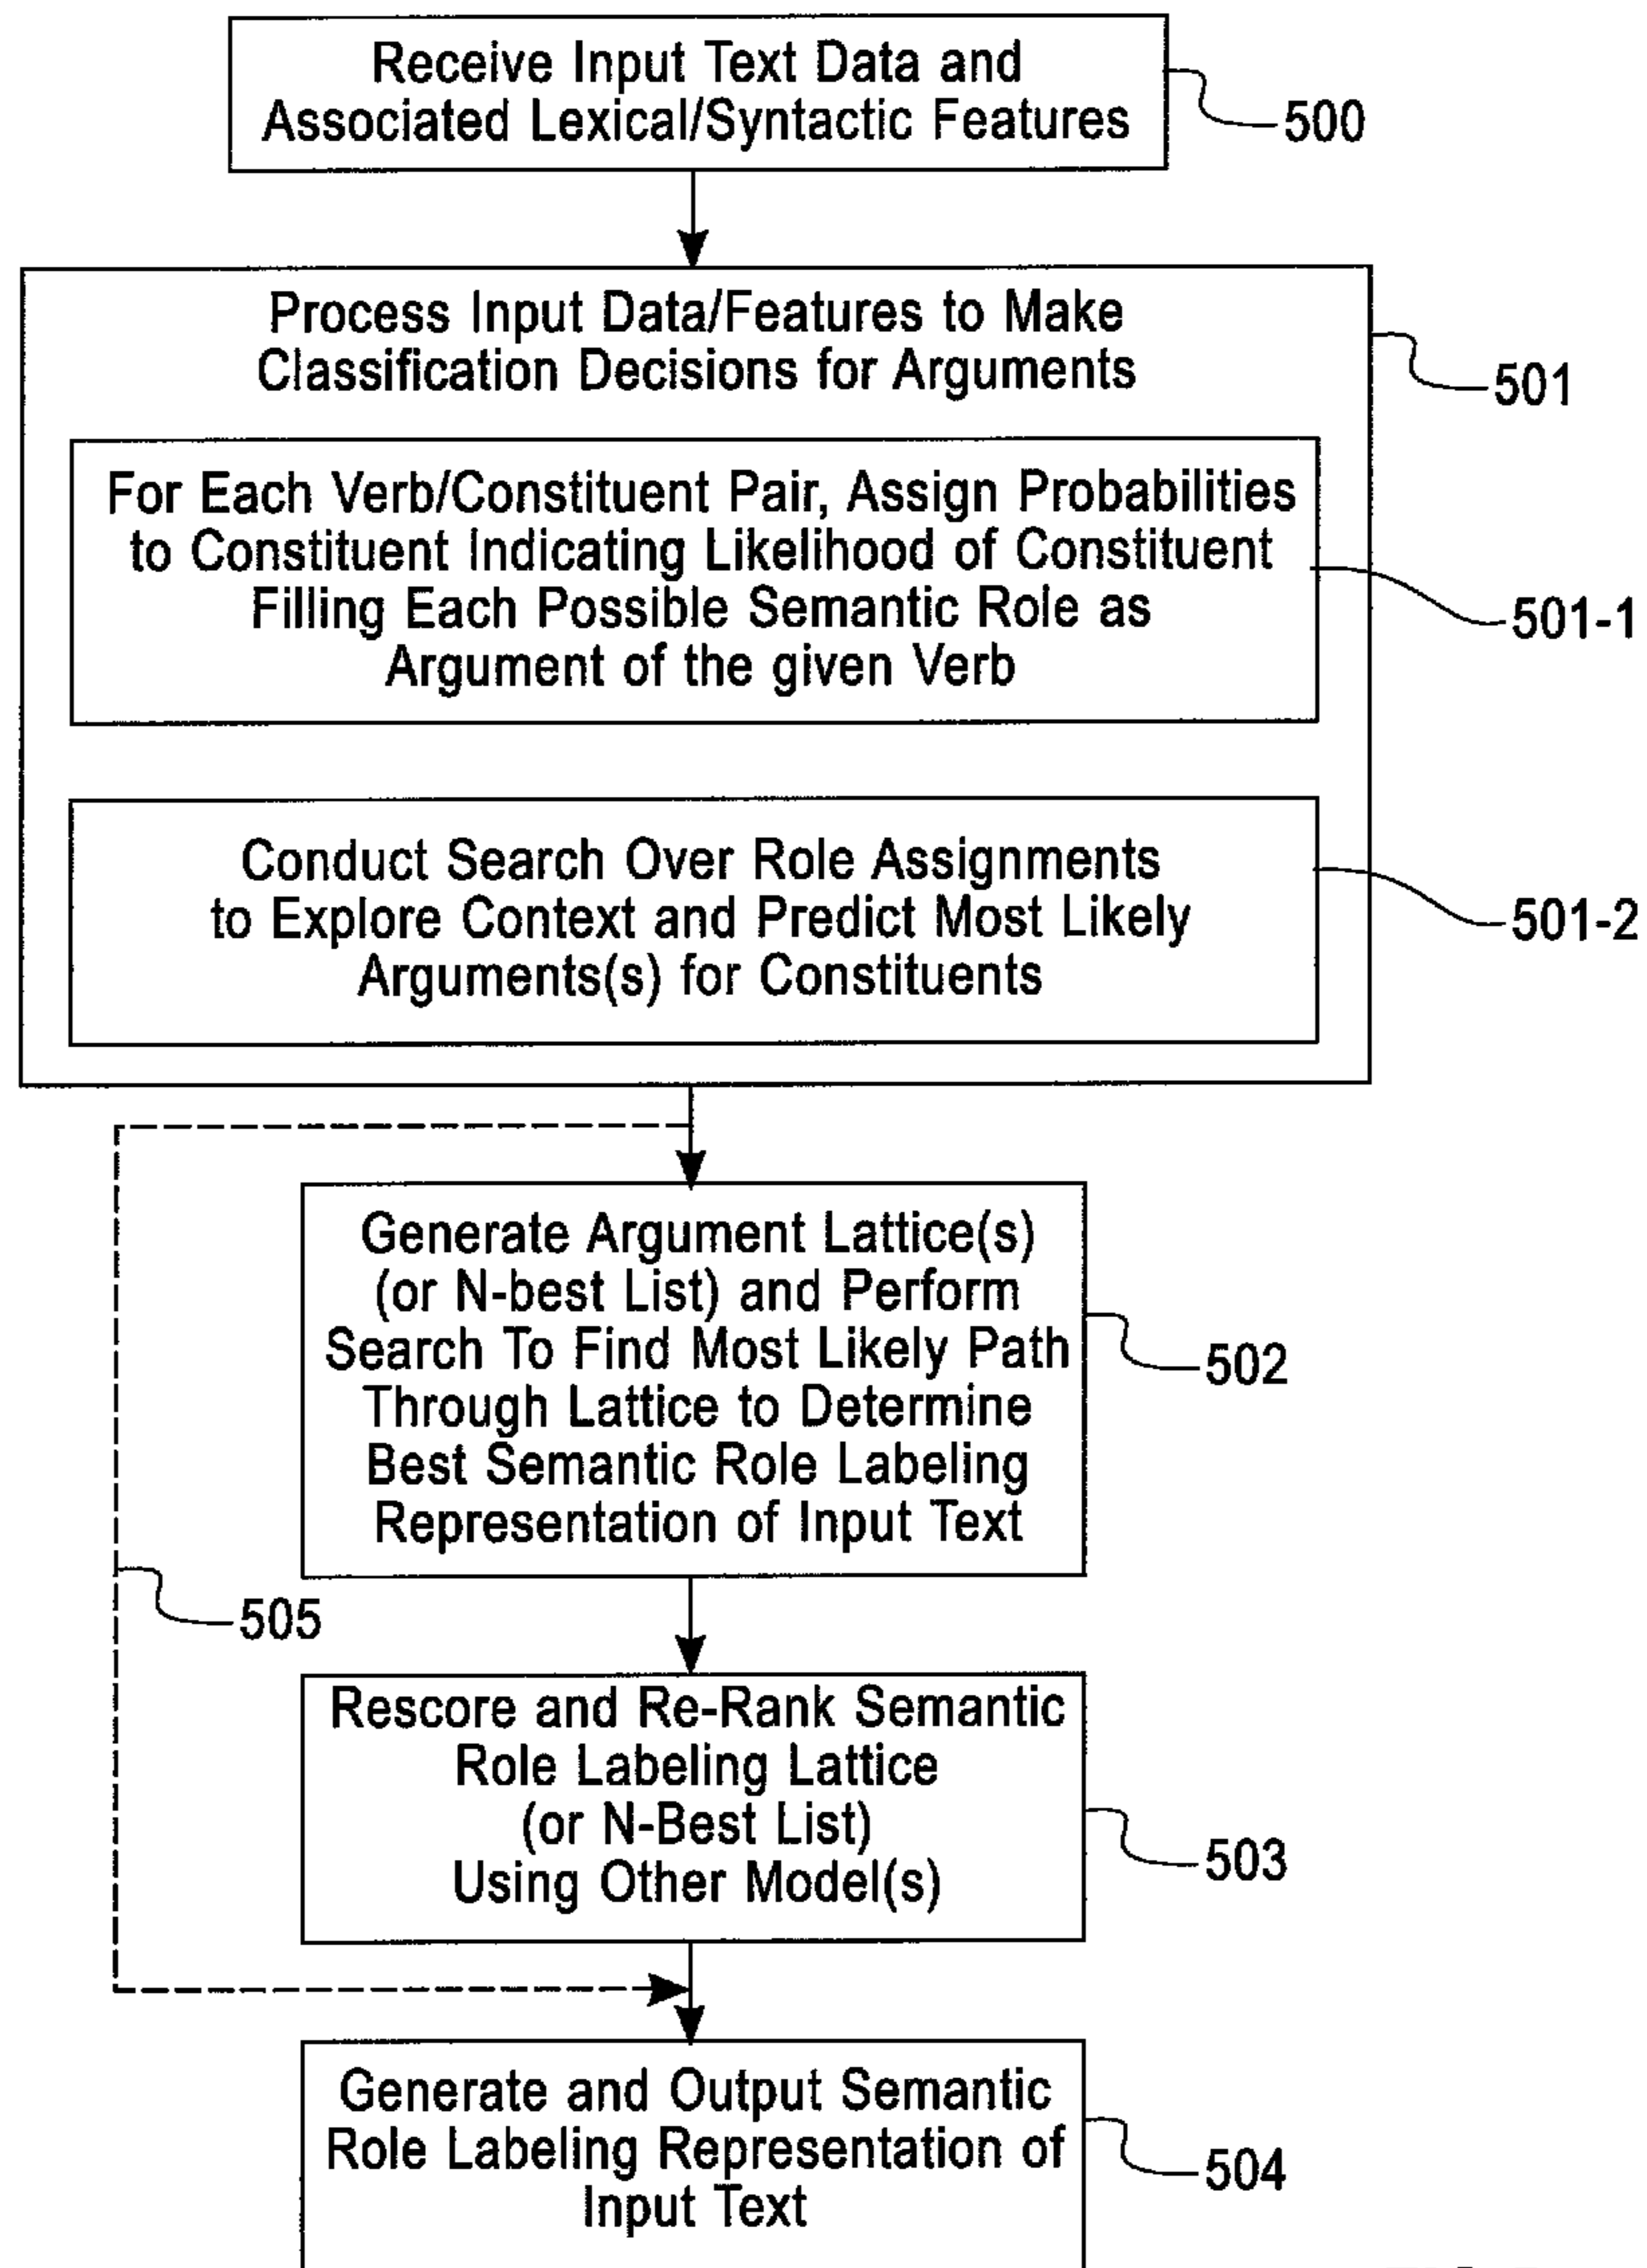 Receive Input Text Data and
Associated Lexical/Syntactic Features
500
Process Input Data/Features to Make
Classification Decisions for Arguments
501
For Each Verb/Constituent Pair, Assign Probabilities
to Constituent Indicating Likelihood of Constituent
Filling Each Possible Semantic Role as
Argument of the given Verb
501-1
Conduct Search Over Role Assignments
to Explore Context and Predict Most Likely
Arguments(s) for Constituents
501-2
Generate Argument Lattice(s)
(or N-best List) and Perform
Search To Find Most Likely Path
Through Lattice to Determine
Best Semantic Role Labeling
Representation of Input Text
502
505
Rescore and Re-Rank Semantic
Role Labeling Lattice
(or N-Best List)
Using Other Model(s)
503
Generate and Output Semantic
Role Labeling Representation of
Input Text
504